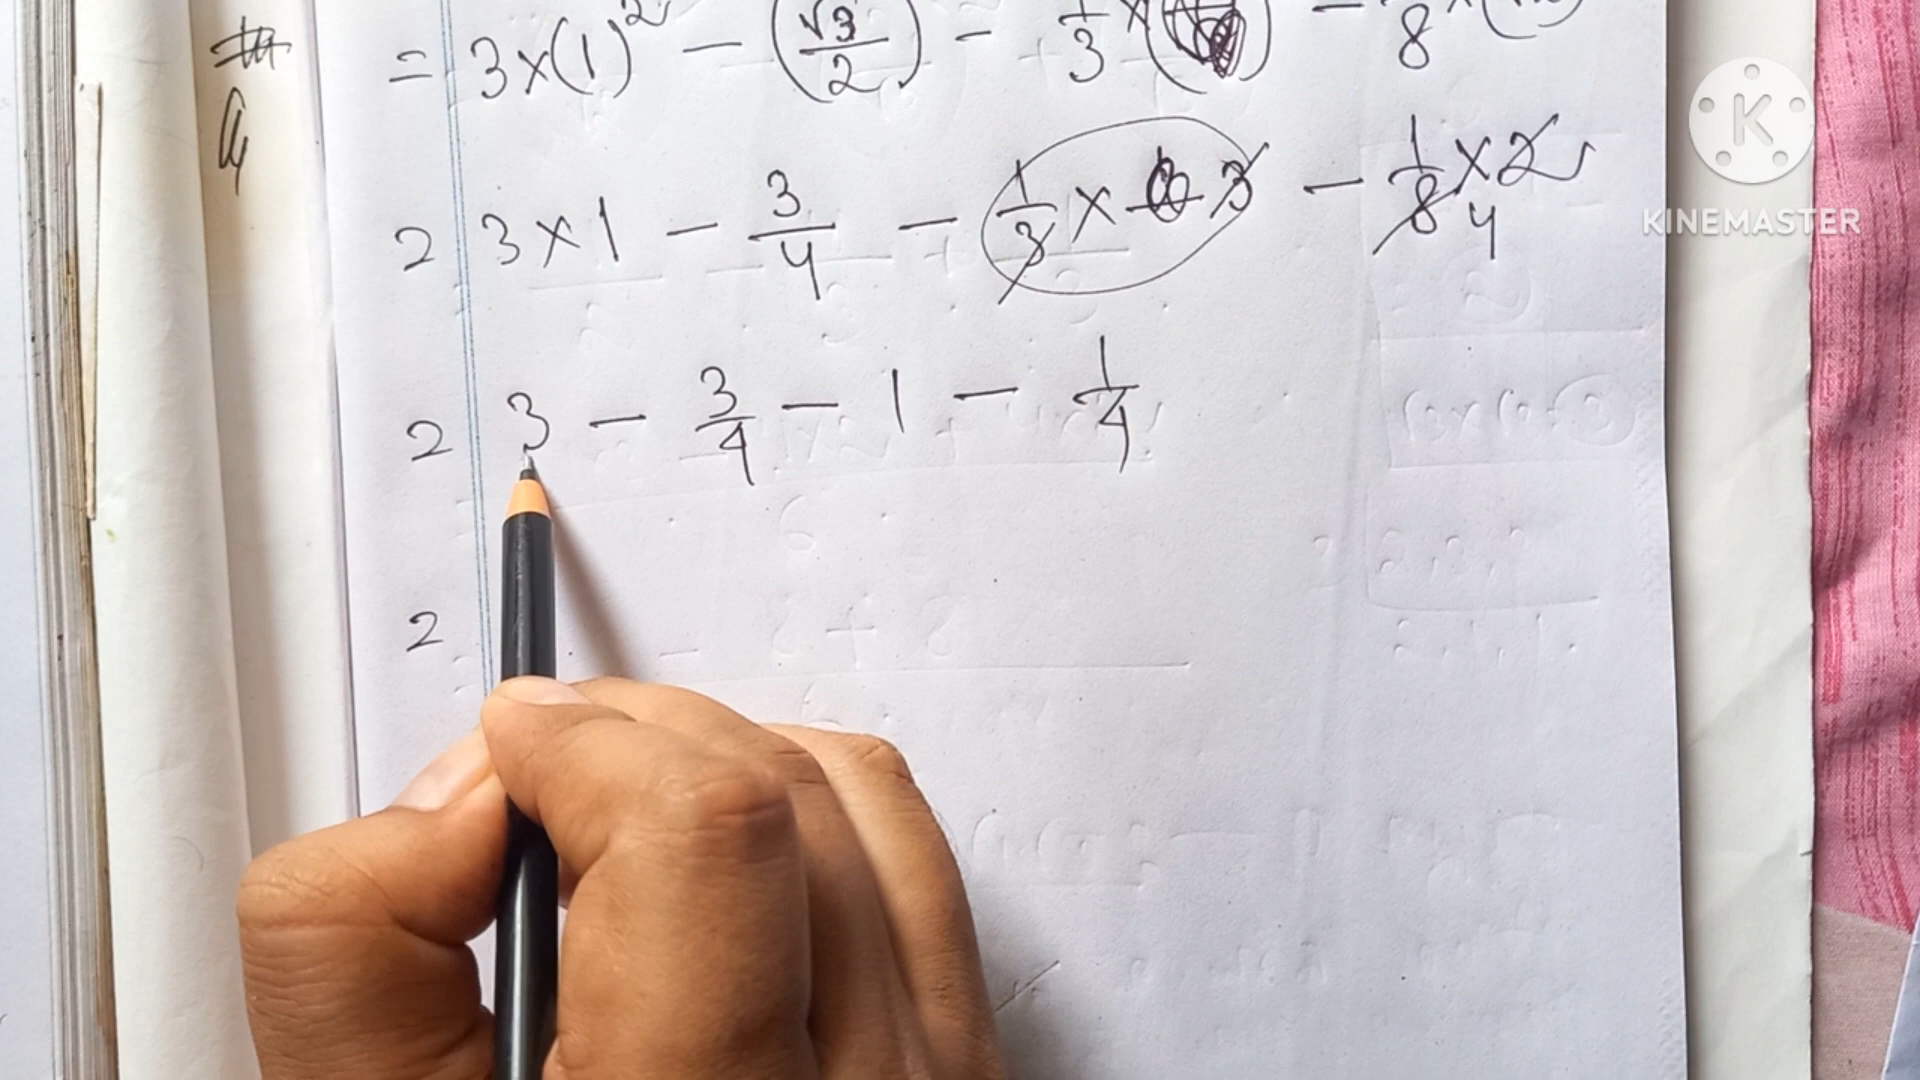 = 3×(1)² − (√3/2) − 1/3 × ( ) − 1/8 × (
= 3×1 − 3/4 − 1/3 × 3 − 1/8 × 2 4
= 3 − 3/4 − 1 − 1/4
=
K
KINEMASTER